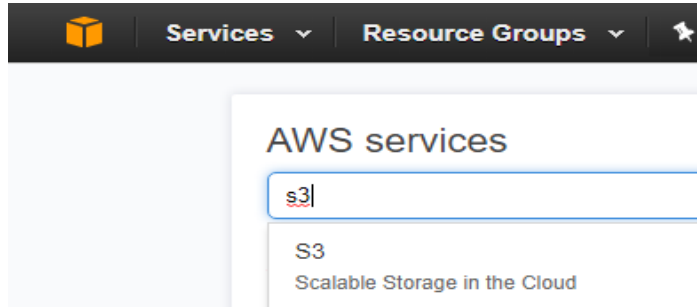 Services Resource Groups
AWS services
s3
S3
Scalable Storage in the Cloud